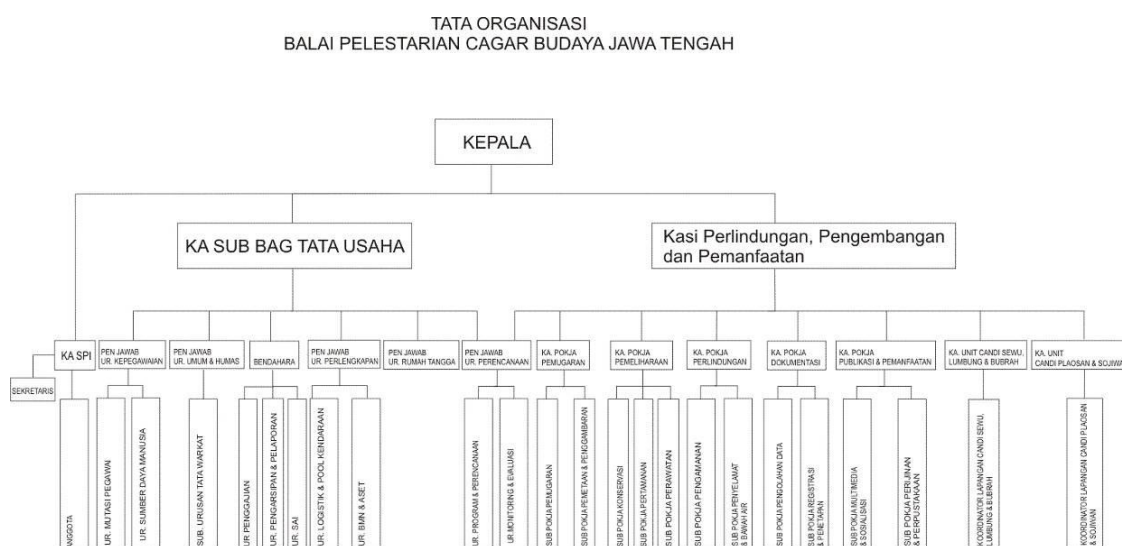 TATA ORGANISASI
BALAI PELESTARIAN CAGAR BUDAYA JAWA TENGAH
KEPALA
KA SUB BAG TATA USAHA
Kasi Perlindungan, Pengembangan
dan Pemanfaatan
KA SPI
PEN JAWAB
UR. KEPEGAWAIAN
PEN JAWAB
UR. UMUM & HUMAS
BENDAHARA
PEN JAWAB
UR. PERLENGKAPAN
PEN JAWAB
UR. RUMAH TANGGA
PEN JAWAB
UR. PERENCANAAN
KA. POKJA
PEMUGARAN
KA. POKJA
PEMELIHARAAN
KA. POKJA
PERLINDUNGAN
KA. POKJA
DOKUMENTASI
KA. POKJA
PUBLIKASI & PEMANFAATAN
KA. UNIT CANDI SEWU,
LUMBUNG & BUBRAH
KA. UNIT
CANDI PLAOSAN & SOJIWA
SEKRETARIS
ANGGOTA
UR. MUTASI PEGAWAI
UR. SUMBER DAYA MANUSIA
SUB. URUSAN TATA WARKAT
UR PENGGAJIAN
UR. PENGARSIPAN & PELAPORAN
UR. SAI
UR. LOGISTIK & POOL KENDARAAN
UR. BMN & ASET
UR. PROGRAM & PERENCANAAN
UR MONITORING & EVALUASI
SUB POKJA PEMUGARAN
SUB POKJA PEMETAAN & PENGGAMBARAN
SUB POKJA KONSERVASI
SUB POKJA PERTAMANAN
SUB POKJA PERAWATAN
SUB POKJA PENGAMANAN
SUB POKJA PENYELAMAT
& BAWAH AIR
SUB POKJA PENGOLAHAN DATA
SUB POKJA REGISTRASI
& PENETAPAN
SUB POKJA MULTIMEDIA
& SOSIALISASI
SUB POKJA PERIJINAN
& PERPUSTAKAAN
KOORDINATOR LAPANGAN CANDI SEWU,
LUMBUNG & BUBRAH
KOORDINATOR LAPANGAN CANDI PLAOSAN
& SOJIWAN